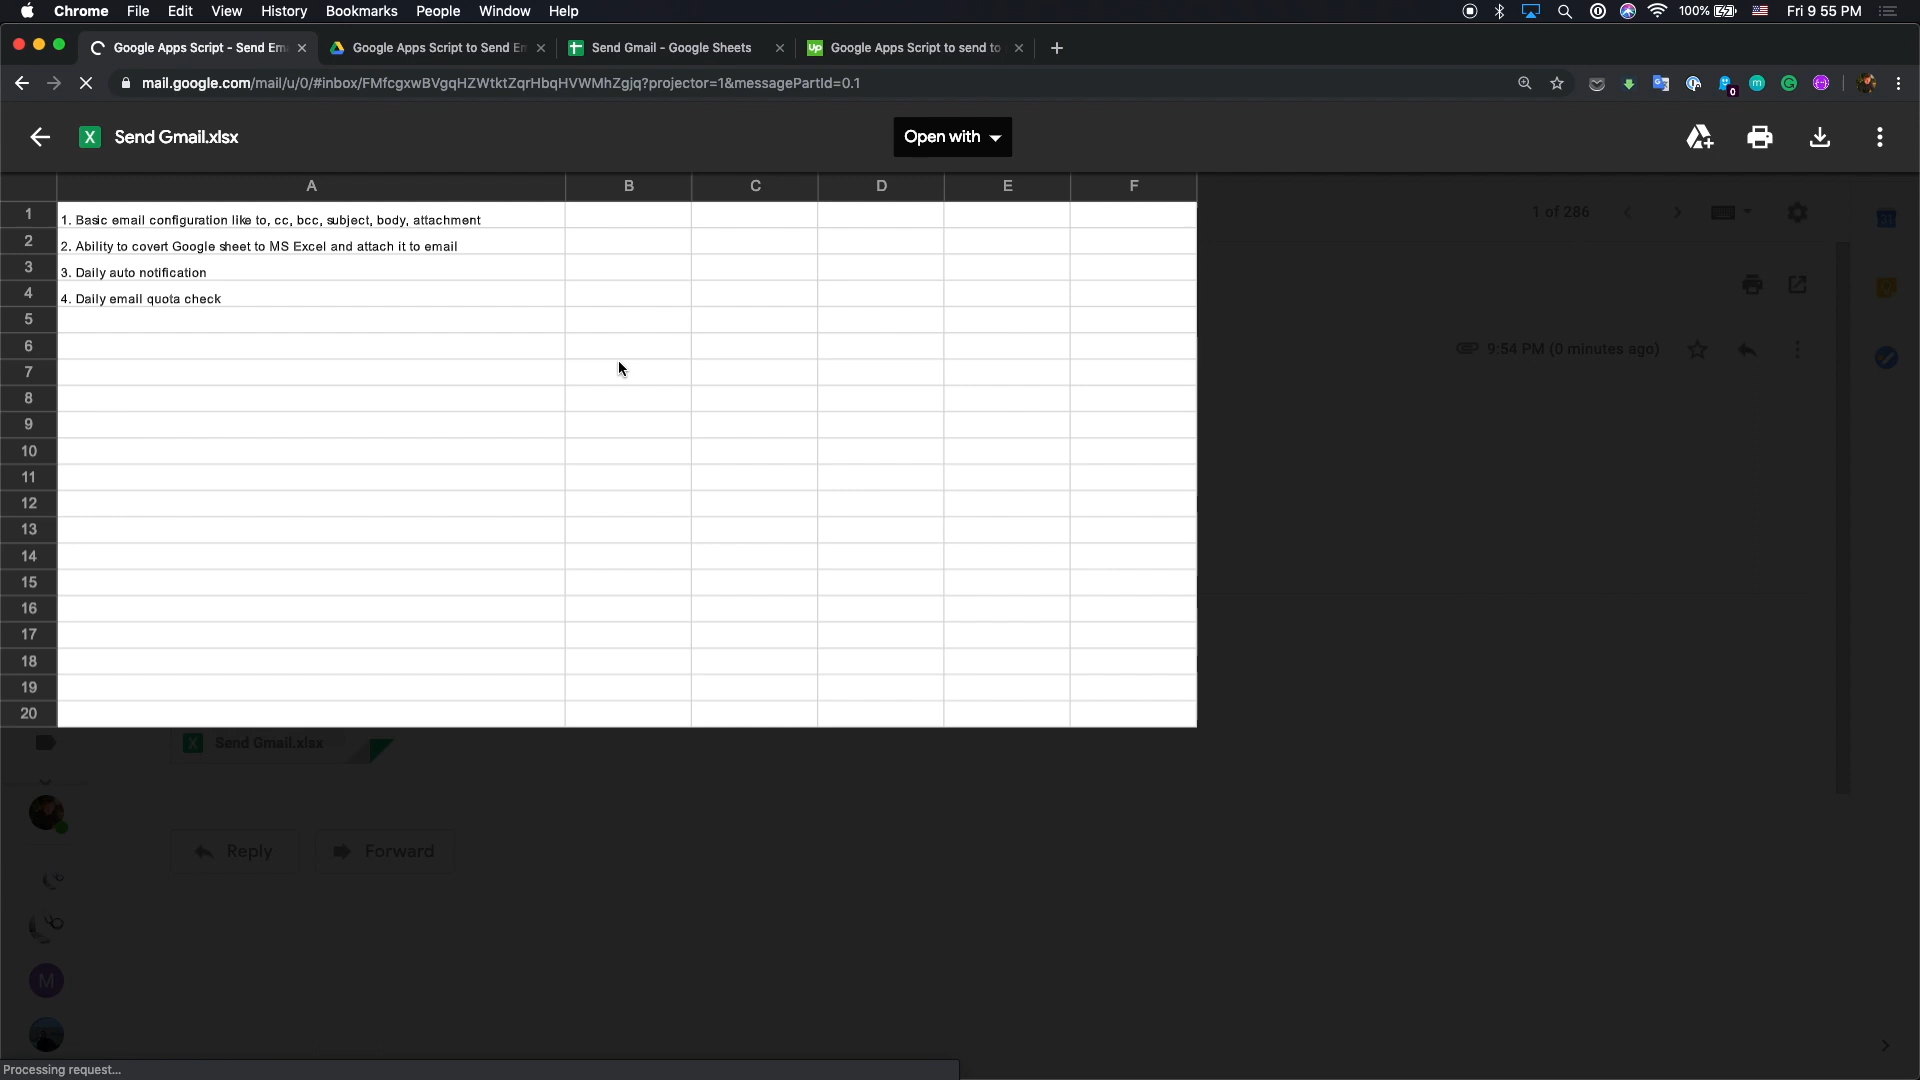 Chrome File Edit View History Bookmarks People Window Help 100% Fri 9 55 PM
Google Apps Script - Send Em Google Apps Script to Send Em Send Gmail - Google Sheets Up Google Apps Script to send to
mail.google.com/mail/u/0/#inbox/FMfcgxwBVgqHZWtktZqrHbqHVWMhZgjq?projector=1&messagePartId=0.1 0
X Send Gmail.xlsx Open with
A B C D E F
1 1. Basic email configuration like to, cc, bcc, subject, body, attachment
1 of 286
2 2. Ability to covert Google sheet to MS Excel and attach it to email
3 3. Daily auto notification
4 4. Daily email quota check
5
6
9:54 PM (0 minutes ago)
7
8
9
10
11
12
13
14
15
16
17
18
19
20
X Send Gmail.xlsx
Reply Forward
M
Processing request...